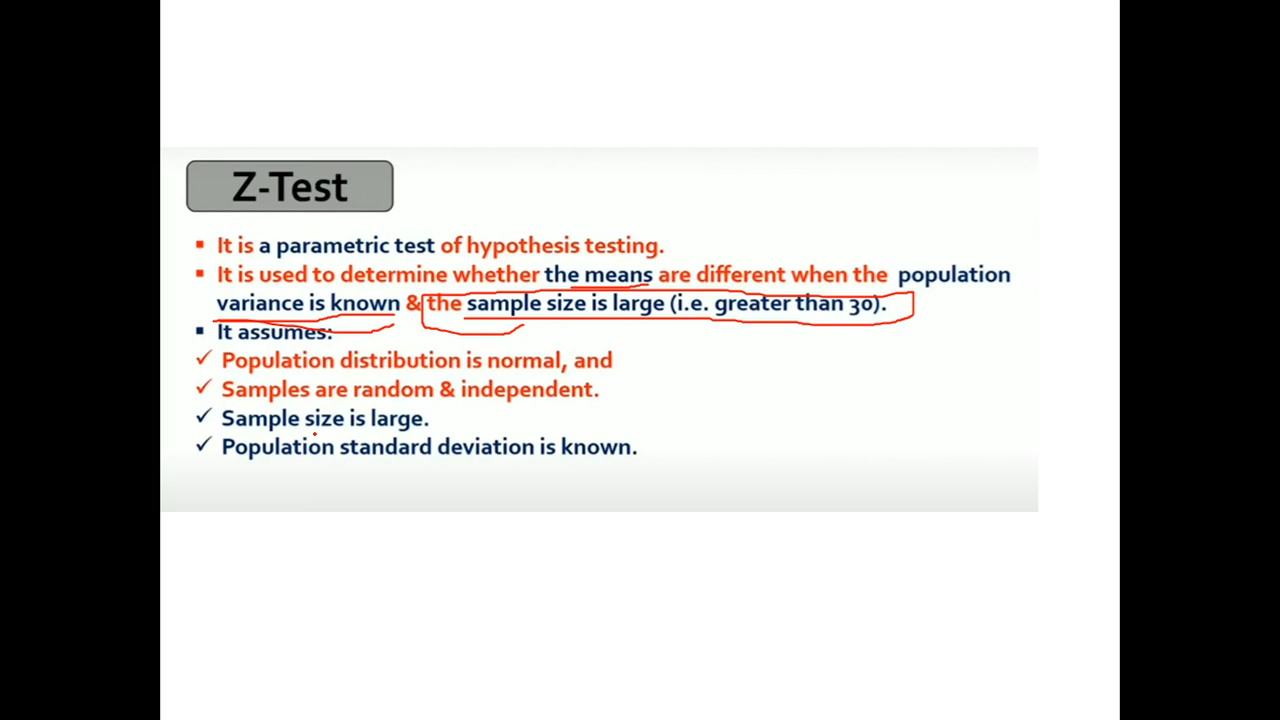 Z-Test
▪ It is a parametric test of hypothesis testing.
▪ It is used to determine whether the means are different when the population
variance is known & the sample size is large (i.e. greater than 30).
▪ It assumes:
✓ Population distribution is normal, and
✓ Samples are random & independent.
✓ Sample size is large.
✓ Population standard deviation is known.